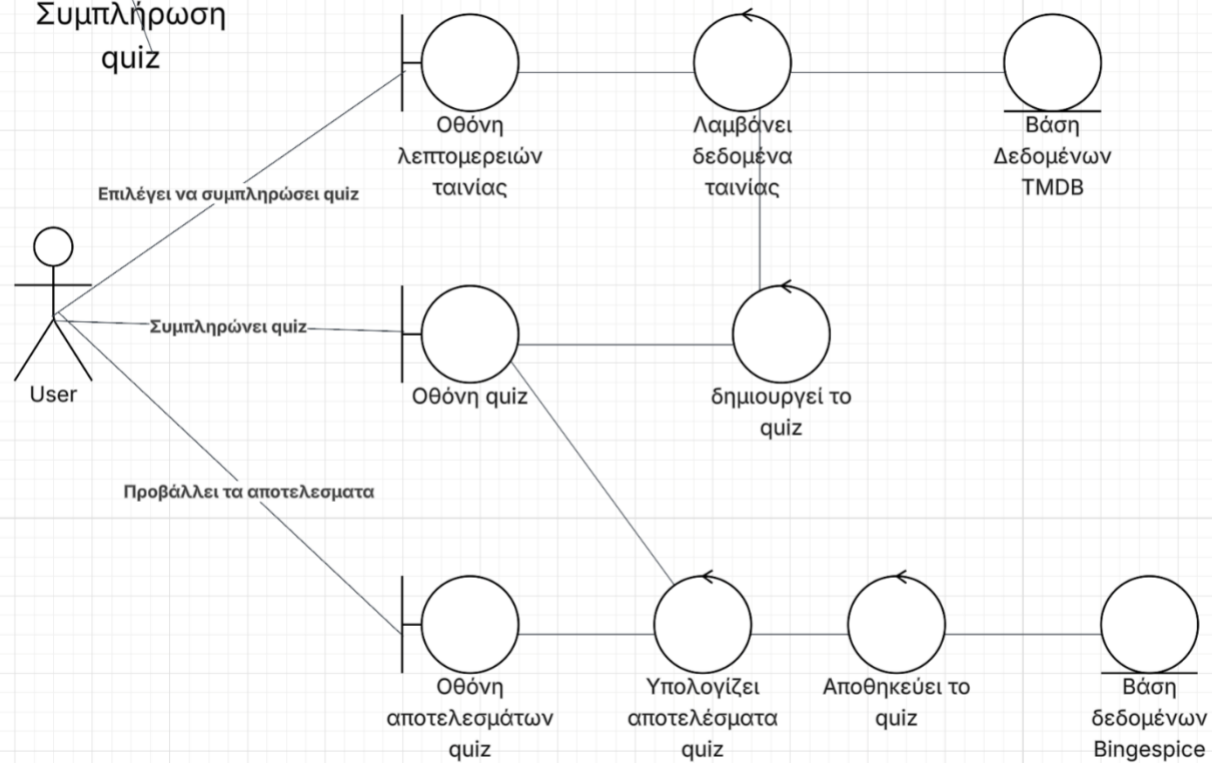 Συμπλήρωση
quiz
Οθόνη
λεπτομερειών
ταινίας
Λαμβάνει
δεδομένα
ταινίας
Βάση
Δεδομένων
TMDB
Επιλέγει να συμπληρώσει quiz
User
Συμπληρώνει quiz
Οθόνη quiz
δημιουργεί το
quiz
Προβάλλει τα αποτελεσματα
Οθόνη
αποτελεσμάτων
quiz
Υπολογίζει
αποτελέσματα
quiz
Αποθηκεύει το
quiz
Βάση
δεδομένων
Bingespice